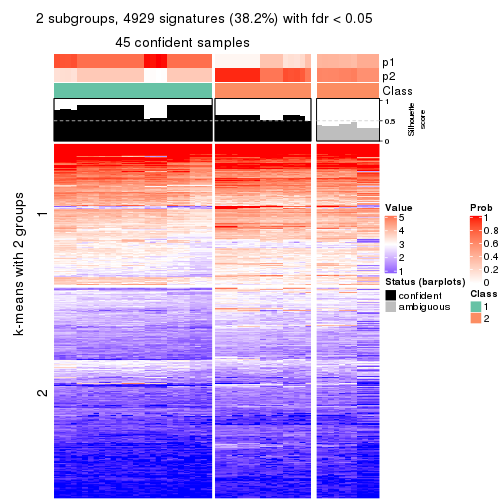 2 subgroups, 4929 signatures (38.2%) with fdr < 0.05
45 confident samples
p1
p2
Class
1
0.5
0
Silhouette
score
k-means with 2 groups
1
2
Value
5
4
3
2
1
Prob
1
0.8
0.6
0.4
0.2
0
Status (barplots)
confident
ambiguous
Class
1
2